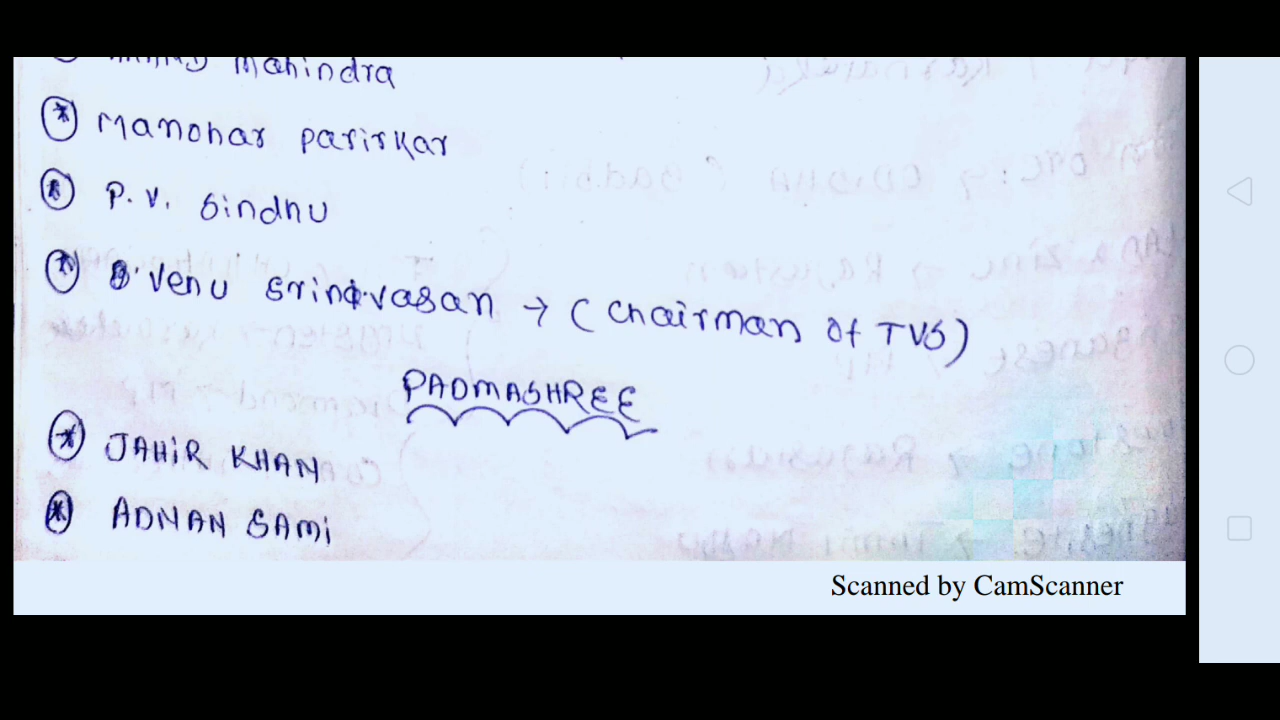 Mahindra
Manohar Parirkar
P. V. Sindhu
Venu Srinivasan → (Chairman of TVS)
PADMASHREE
JAHiR KHAN
ADNAN SAMi
Scanned by CamScanner